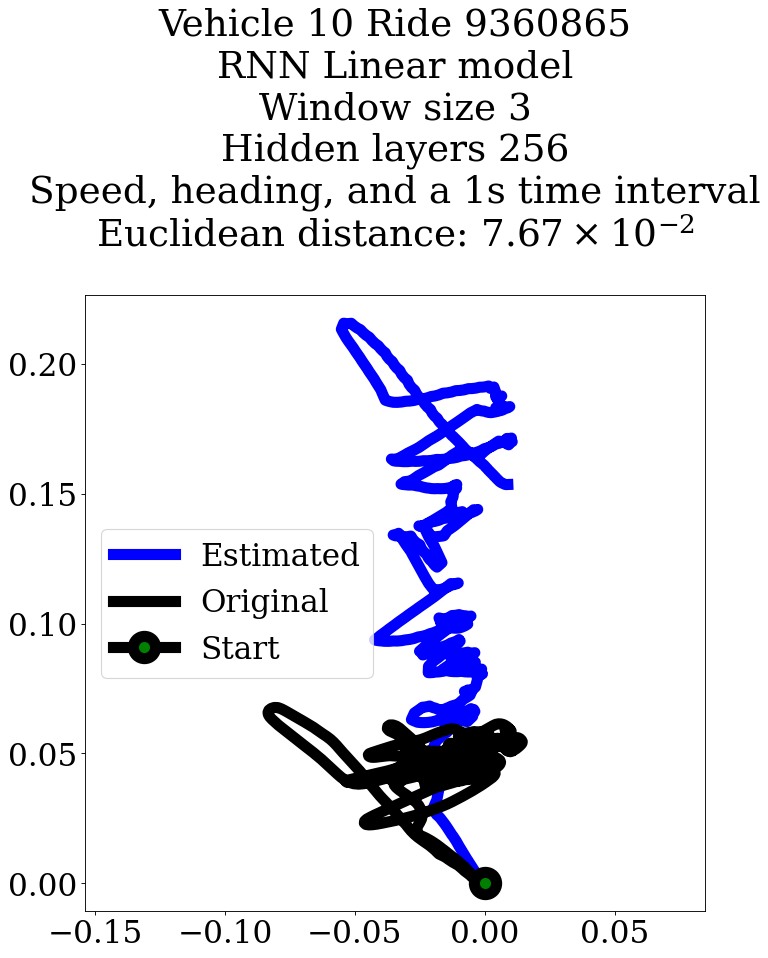 Vehicle 10 Ride 9360865
RNN Linear model
Window size 3
Hidden layers 256
Speed, heading, and a 1s time interval
Euclidean distance: 7.67 × 10⁻²
0.20
0.15
0.10
0.05
0.00
Estimated
Original
Start
−0.15 −0.10 −0.05 0.00 0.05